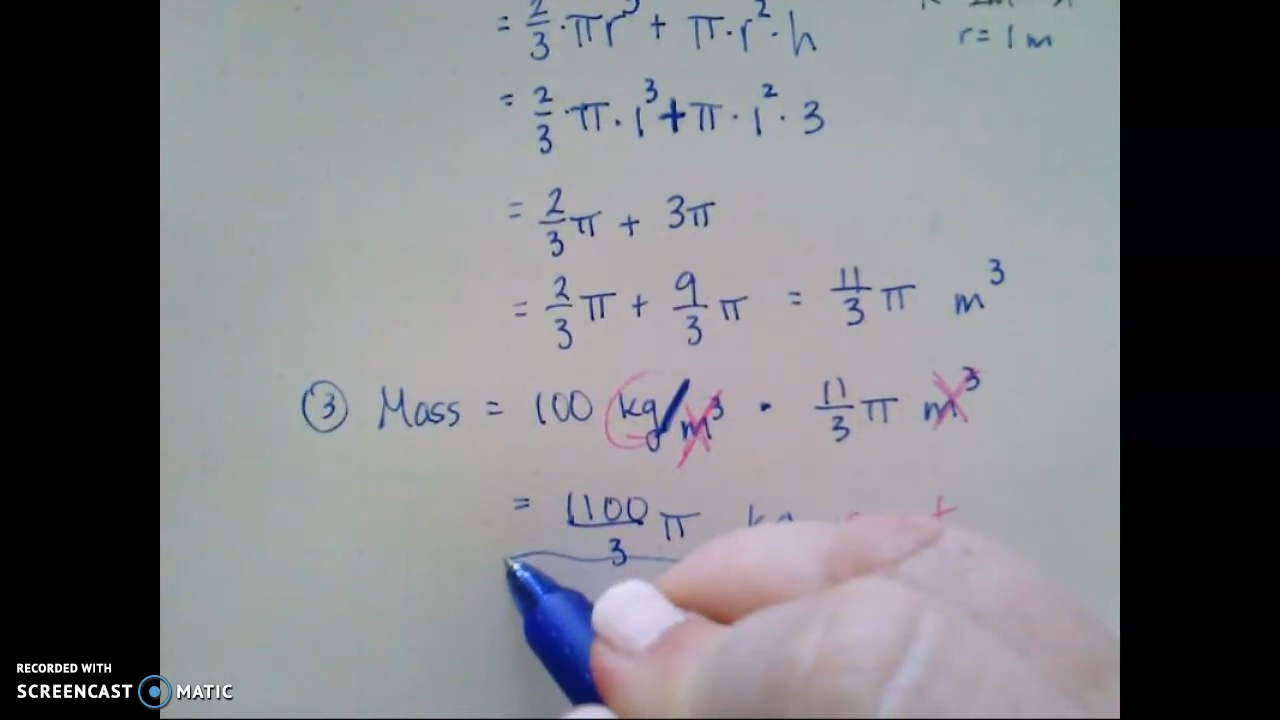 = 2/3 · πr³ + π·r²·h
r = 1 m
= 2/3 · π · 1³ + π · 1² · 3
= 2/3 π + 3π
= 2/3 π + 9/3 π = 11/3 π m³
③ Mass = 100 kg/m³ · 11/3 π m³
= 1100/3 π
RECORDED WITH
SCREENCAST MATIC